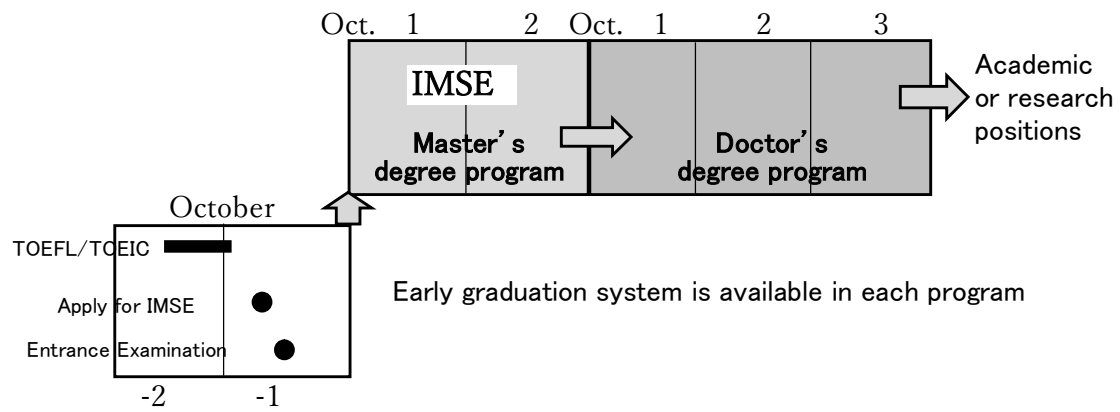 Oct. 1 2 Oct. 1 2 3
IMSE
Master's
degree program
Doctor's
degree program
Academic
or research
positions
October
TOEFL/TOEIC
Apply for IMSE
Entrance Examination
-2 -1
Early graduation system is available in each program